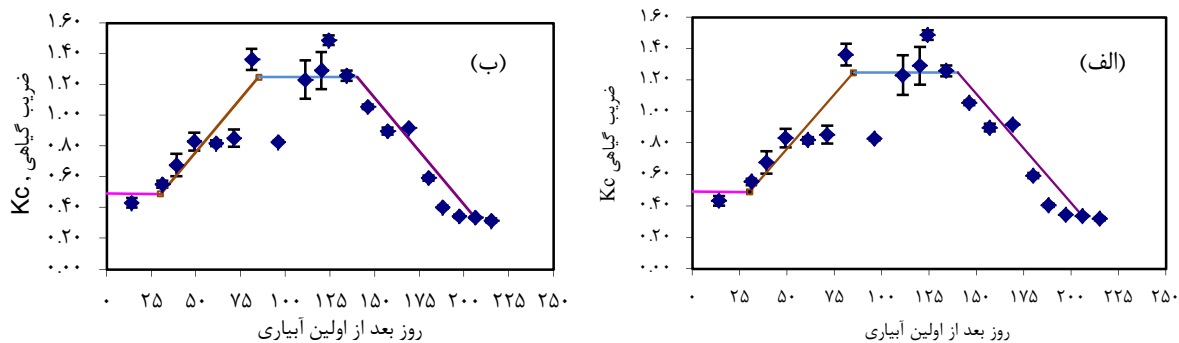 (الف)
ضریب گیاهی Kc
۱.۶۰
۱.۴۰
۱.۲۰
۱.۰۰
۰.۸۰
۰.۶۰
۰.۴۰
۰.۲۰
۰.۰۰
۰ ۲۵ ۵۰ ۷۵ ۱۰۰ ۱۲۵ ۱۵۰ ۱۷۵ ۲۰۰ ۲۲۵ ۲۵۰
روز بعد از اولین آبیاری
(ب)
ضریب گیاهی , Kc
۱.۶۰
۱.۴۰
۱.۲۰
۱.۰۰
۰.۸۰
۰.۶۰
۰.۴۰
۰.۲۰
۰.۰۰
۰ ۲۵ ۵۰ ۷۵ ۱۰۰ ۱۲۵ ۱۵۰ ۱۷۵ ۲۰۰ ۲۲۵ ۲۵۰
روز بعد از اولین آبیاری